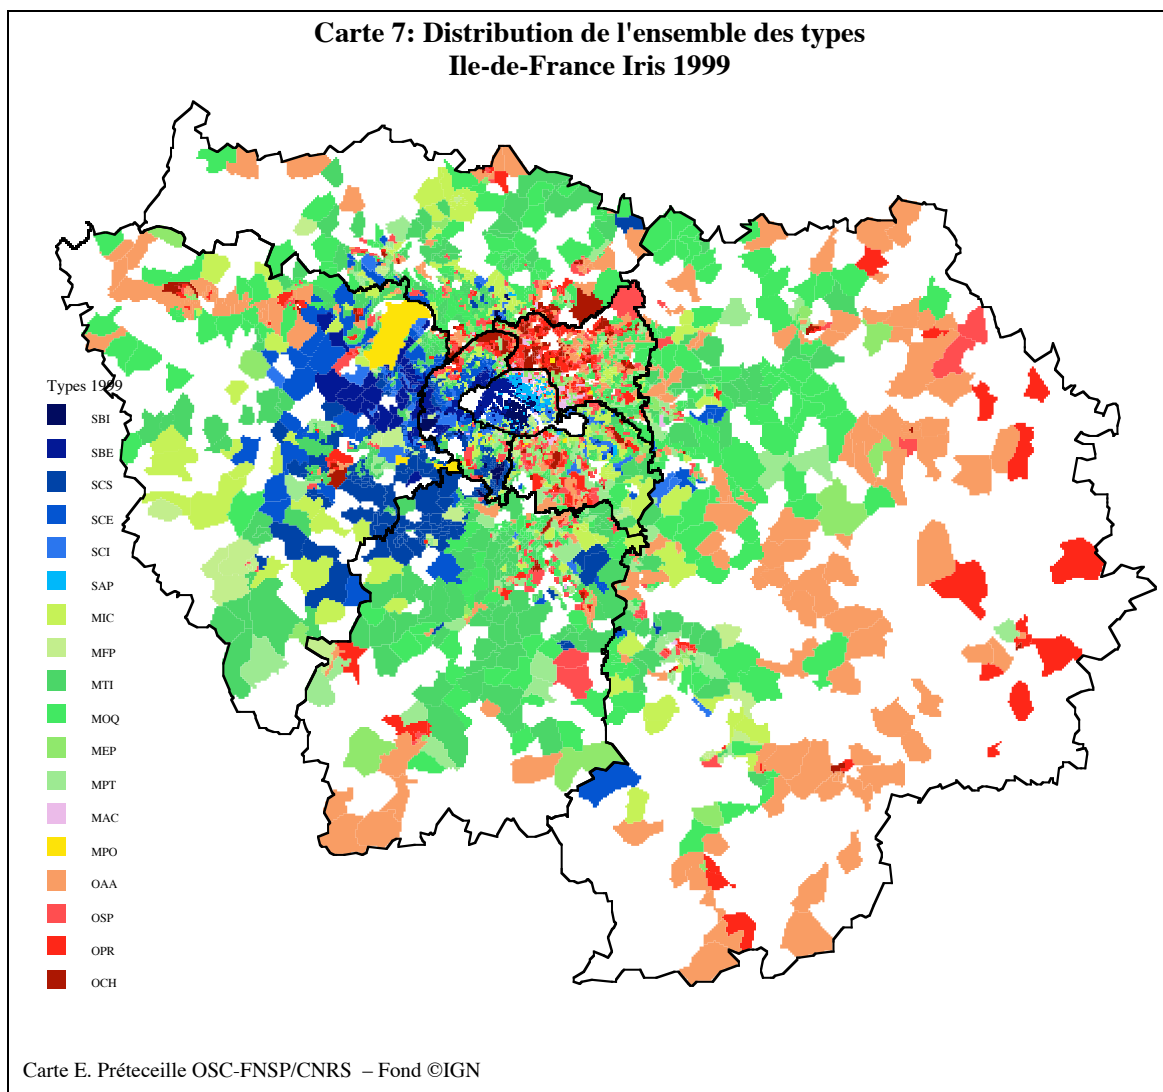 Carte 7: Distribution de l'ensemble des types
Ile-de-France Iris 1999
Types 1999
SBI
SBE
SCS
SCE
SCI
SAP
MIC
MFP
MTI
MOQ
MEP
MPT
MAC
MPO
OAA
OSP
OPR
OCH
Carte E. Préteceille OSC-FNSP/CNRS – Fond ©IGN